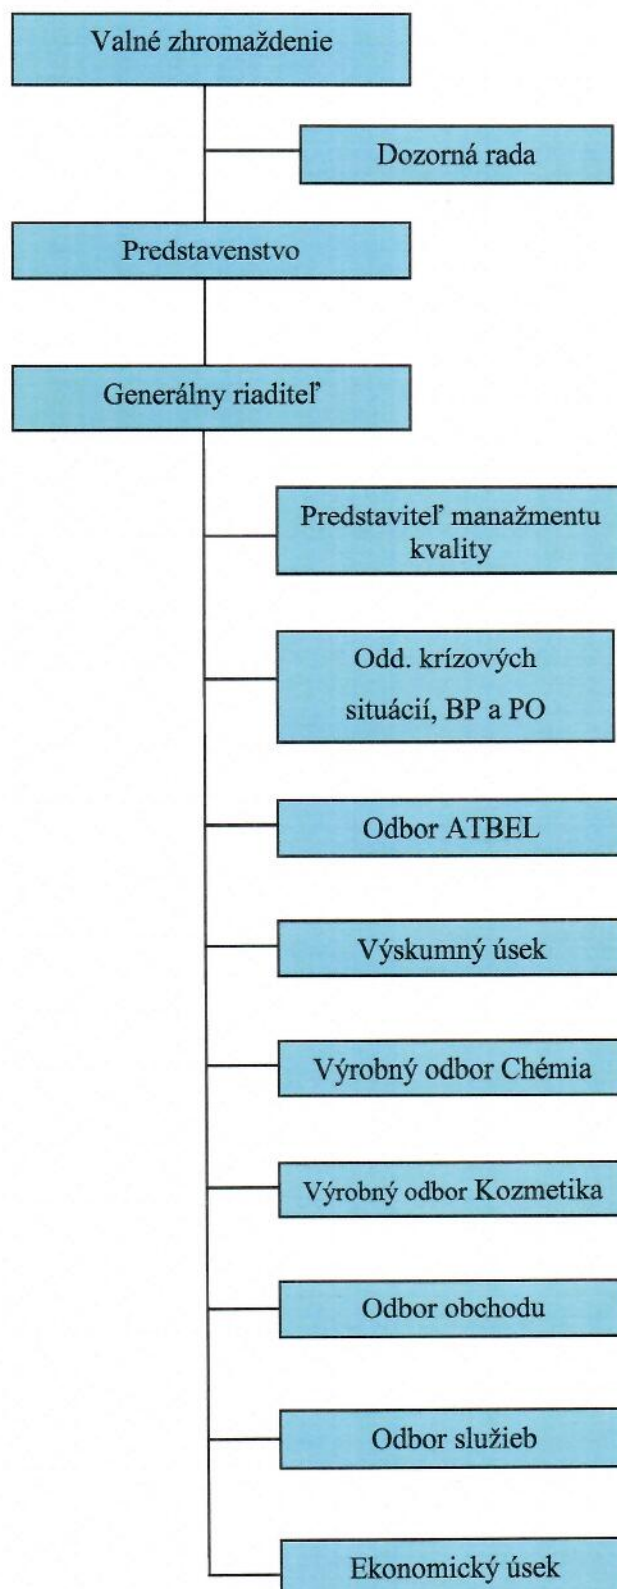 Valné zhromaždenie
Dozorná rada
Predstavenstvo
Generálny riaditeľ
Predstaviteľ manažmentu
kvality
Odd. krízových
situácií, BP a PO
Odbor ATBEL
Výskumný úsek
Výrobný odbor Chémia
Výrobný odbor Kozmetika
Odbor obchodu
Odbor služieb
Ekonomický úsek